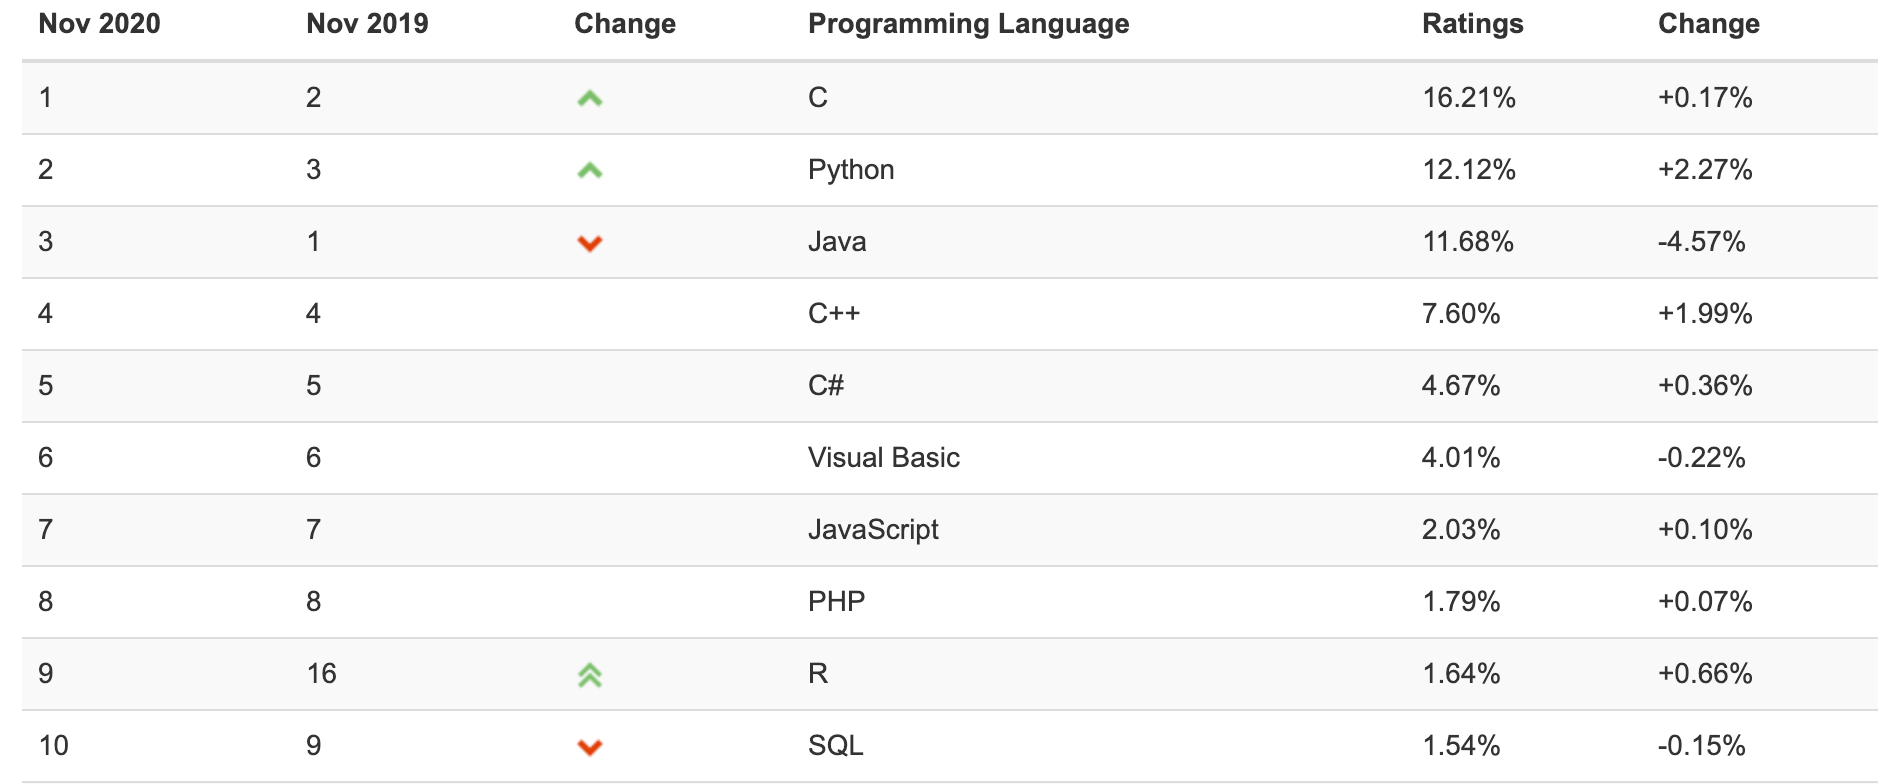 Nov 2020 Nov 2019 Change Programming Language Ratings Change
1 2 C 16.21% +0.17%
2 3 Python 12.12% +2.27%
3 1 Java 11.68% -4.57%
4 4 C++ 7.60% +1.99%
5 5 C# 4.67% +0.36%
6 6 Visual Basic 4.01% -0.22%
7 7 JavaScript 2.03% +0.10%
8 8 PHP 1.79% +0.07%
9 16 R 1.64% +0.66%
10 9 SQL 1.54% -0.15%